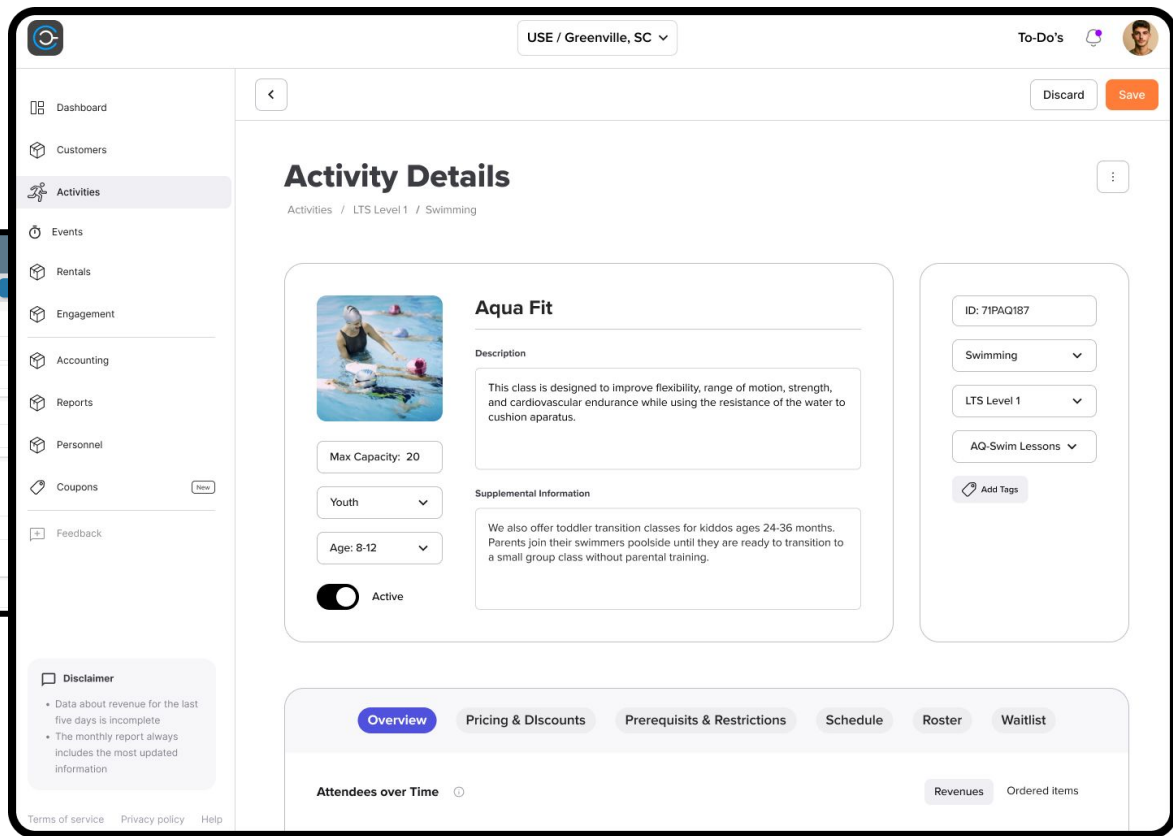 USE / Greenville, SC
To-Do's
Dashboard
Customers
Activities
Events
Rentals
Engagement
Accounting
Reports
Personnel
Coupons
New
Feedback
Disclaimer
• Data about revenue for the last
five days is incomplete
• The monthly report always
includes the most updated
information
Terms of service Privacy policy Help
Discard
Save
Activity Details
Activities / LTS Level 1 / Swimming
Max Capacity: 20
Youth
Age: 8-12
Active
Aqua Fit
Description
This class is designed to improve flexibility, range of motion, strength,
and cardiovascular endurance while using the resistance of the water to
cushion aparatus.
Supplemental Information
We also offer toddler transition classes for kiddos ages 24-36 months.
Parents join their swimmers poolside until they are ready to transition to
a small group class without parental training.
ID: 71PAQ187
Swimming
LTS Level 1
AQ-Swim Lessons
Add Tags
Overview Pricing & DIscounts Prerequisits & Restrictions Schedule Roster Waitlist
Attendees over Time
Revenues Ordered items